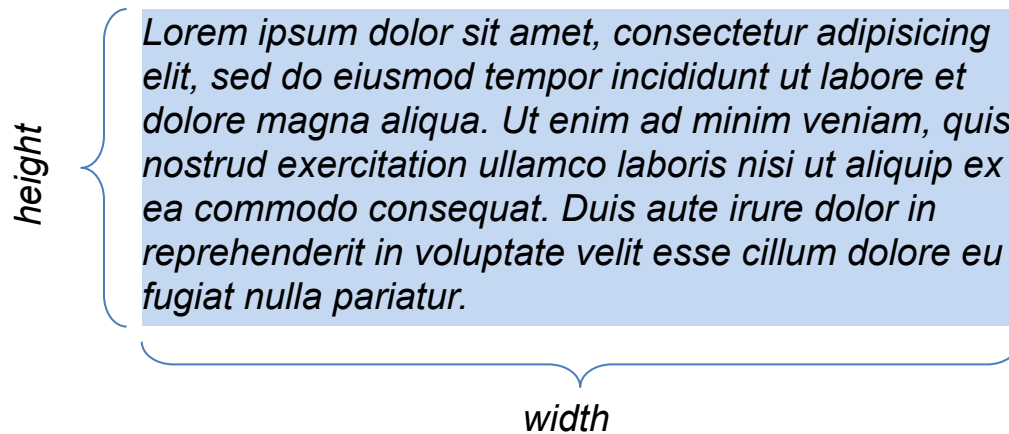 Lorem ipsum dolor sit amet, consectetur adipisicing
elit, sed do eiusmod tempor incididunt ut labore et
dolore magna aliqua. Ut enim ad minim veniam, quis
nostrud exercitation ullamco laboris nisi ut aliquip ex
ea commodo consequat. Duis aute irure dolor in
reprehenderit in voluptate velit esse cillum dolore eu
fugiat nulla pariatur.
height
width